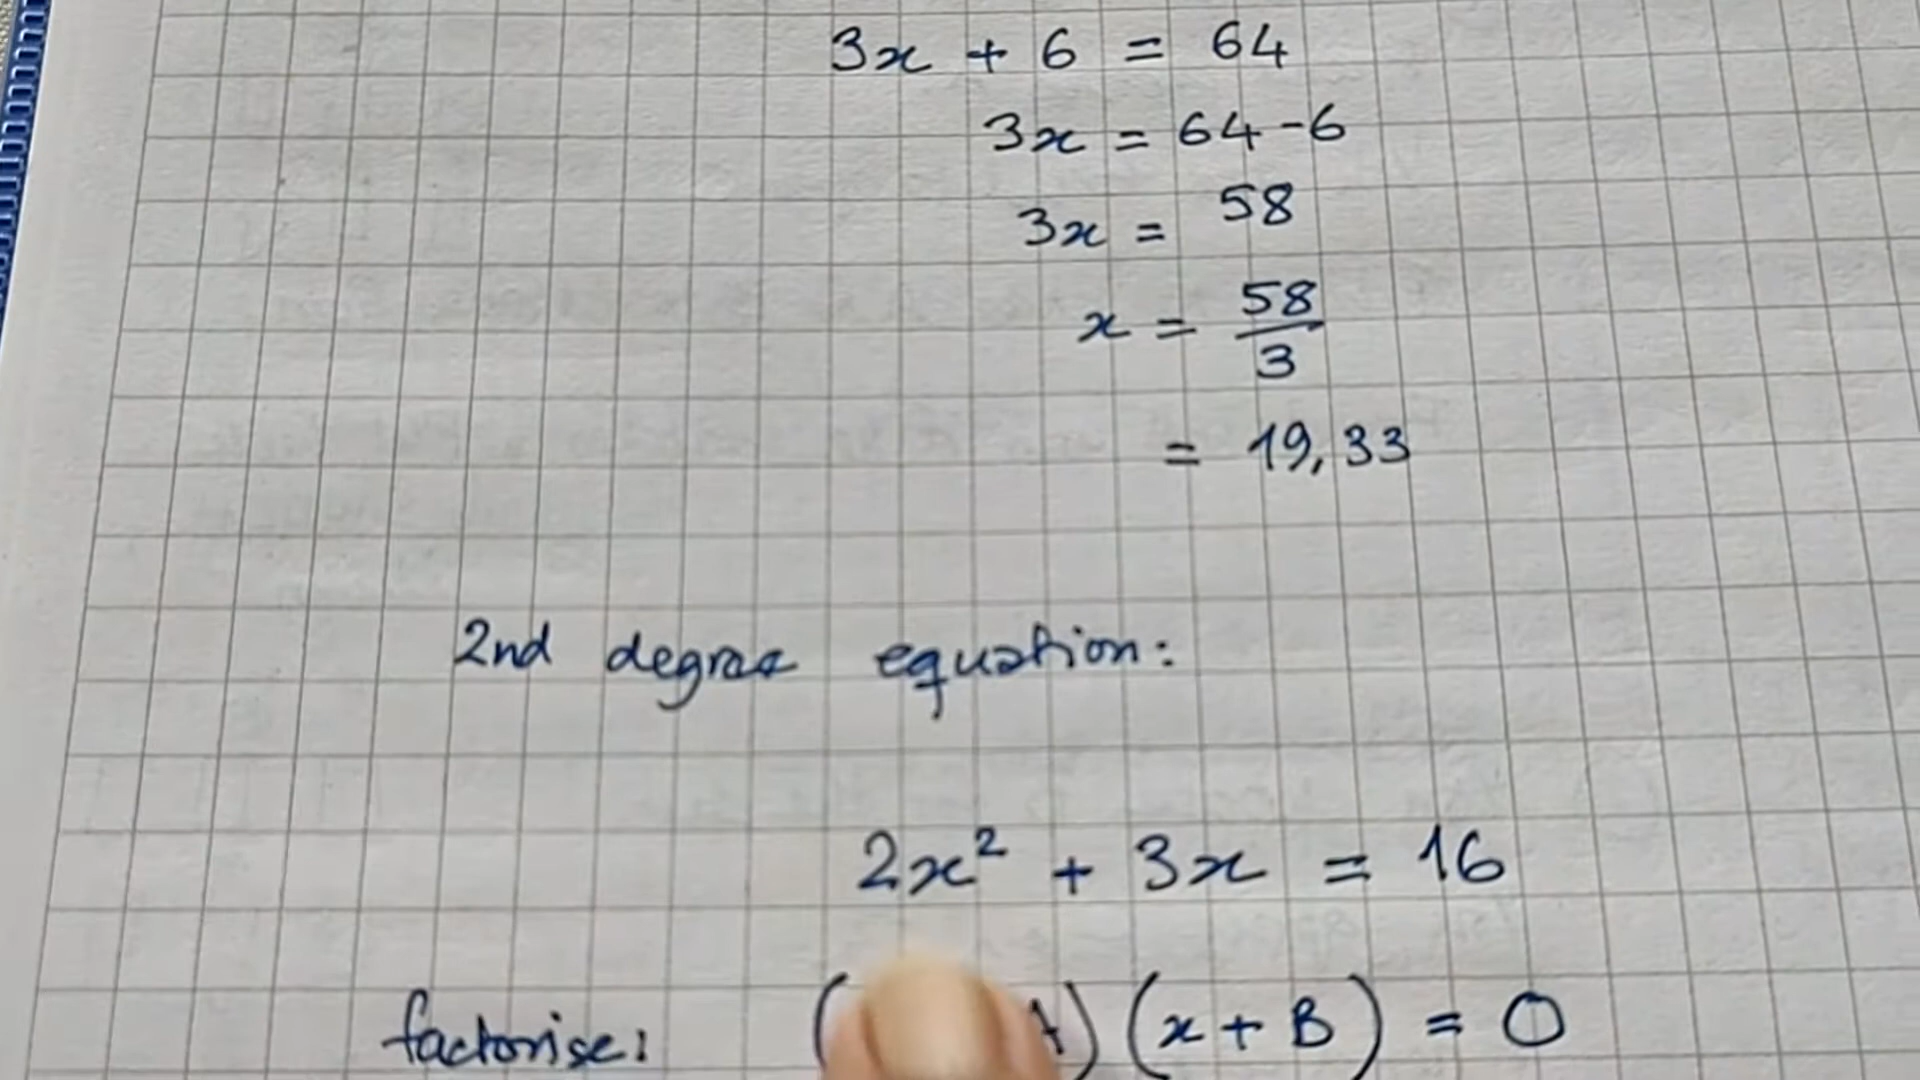 3x + 6 = 64
3x = 64 - 6
3x = 58
x = 58/3
= 19,33
2nd degree equation:
2x² + 3x = 16
factorise: ( A) (x + B) = 0